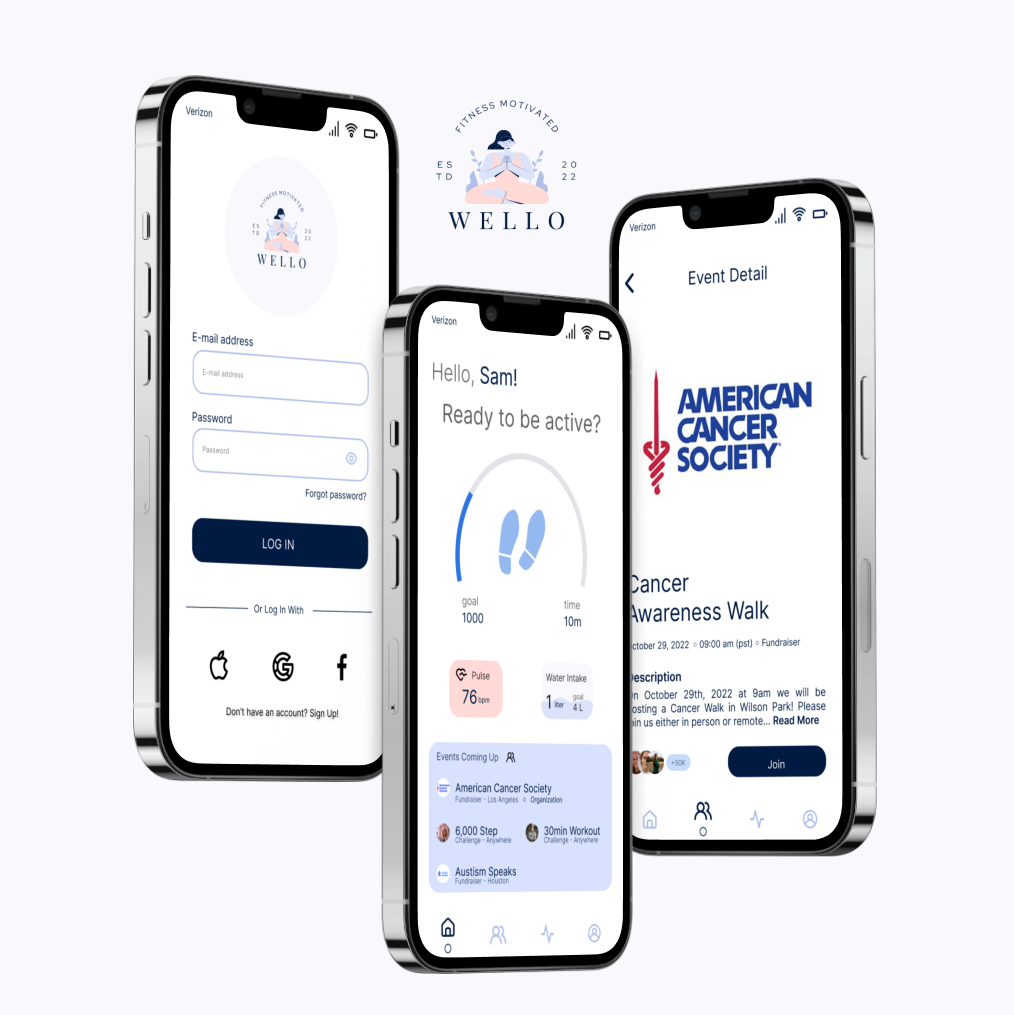 FITNESS MOTIVATED
ES
TD
20
22
WELLO
Verizon
FITNESS MOTIVATED
ES
TD
20
22
WELLO
E-mail address
E-mail address
Password
Password
Forgot password?
LOG IN
Or Log In With
Don't have an account? Sign Up!
Verizon
Hello, Sam!
Ready to be active?
goal
1000
time
10m
Pulse
76 bpm
Water Intake
1 liter
goal
4 L
Events Coming Up
American Cancer Society
Fundraiser - Los Angeles Organization
6,000 Step
Challenge - Anywhere
30min Workout
Challenge - Anywhere
Austism Speaks
Fundraiser - Houston
Verizon
Event Detail
AMERICAN
CANCER
SOCIETY
Cancer
Awareness Walk
October 29, 2022 ○ 09:00 am (pst) ○ Fundraiser
Description
On October 29th, 2022 at 9am we will be
hosting a Cancer Walk in Wilson Park! Please
join us either in person or remote... Read More
+50K
Join